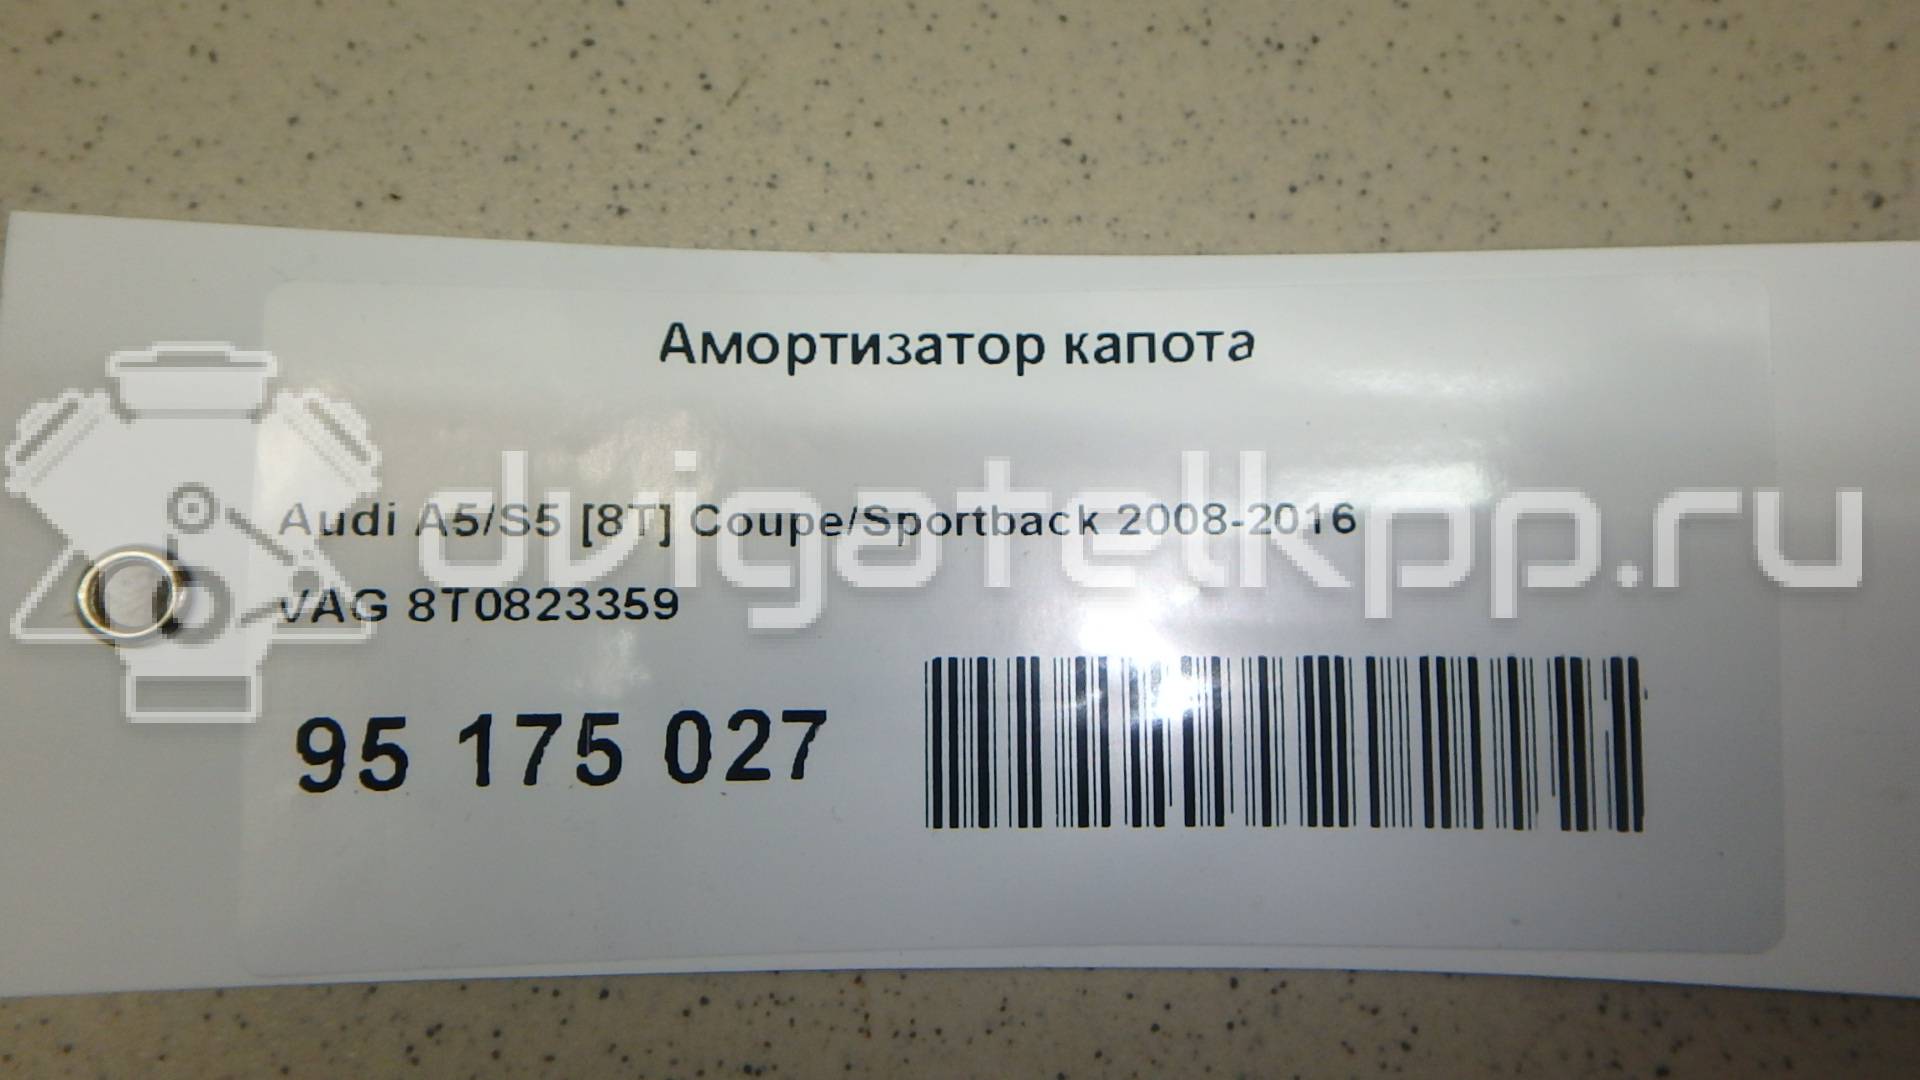 Амортизатор капота
Audi A5/S5 [8T] Coupe/Sportback 2008-2016
dvigatelkpp.ru
VAG 8T0823359
95 175 027